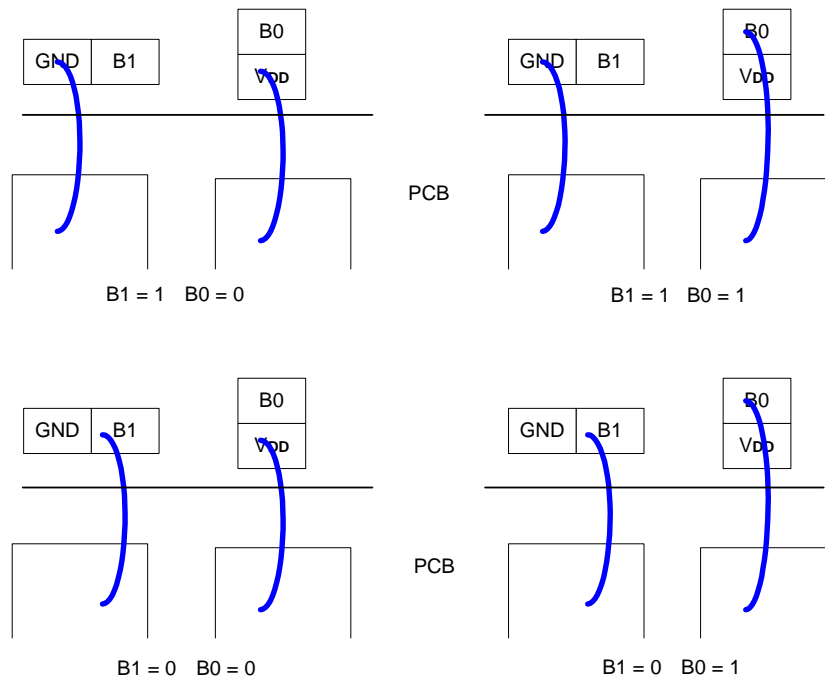 B0 B0
GND B1 VDD GND B1 VDD
PCB
B1 = 1 B0 = 0 B1 = 1 B0 = 1
B0 B0
GND B1 VDD GND B1 VDD
PCB
B1 = 0 B0 = 0 B1 = 0 B0 = 1